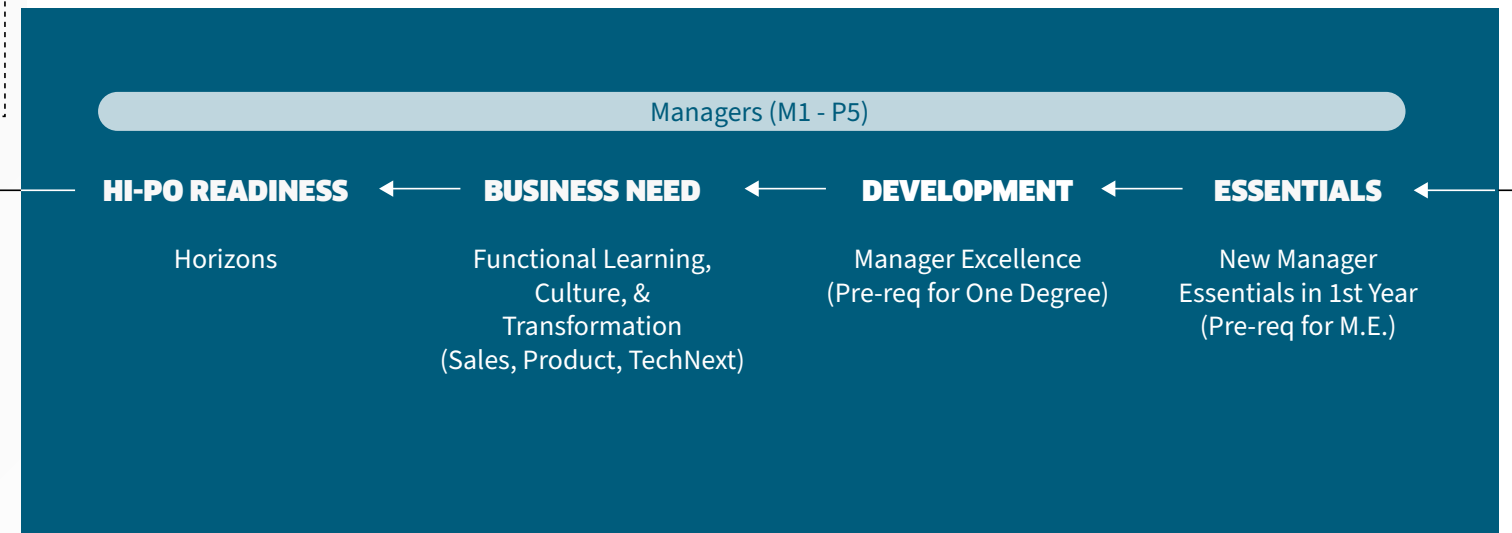 Managers (M1 - P5)
HI-PO READINESS
Horizons
BUSINESS NEED
Functional Learning,
Culture, &
Transformation
(Sales, Product, TechNext)
DEVELOPMENT
Manager Excellence
(Pre-req for One Degree)
ESSENTIALS
New Manager
Essentials in 1st Year
(Pre-req for M.E.)